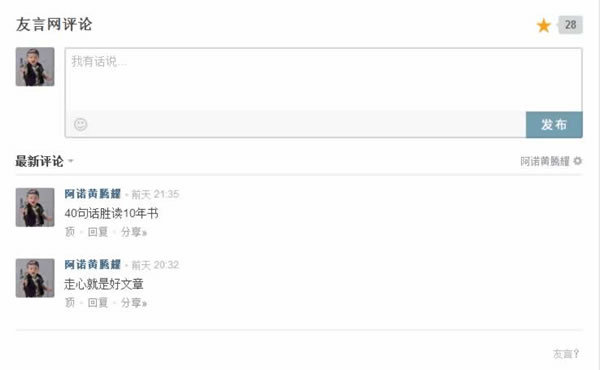 友言网评论
28
我有话说...
发布
最新评论
阿诺黄腾耀
阿诺黄腾耀 - 前天 21:35
40句话胜读10年书
顶 · 回复 · 分享»
阿诺黄腾耀 - 前天 20:32
走心就是好文章
顶 · 回复 · 分享»
友言?